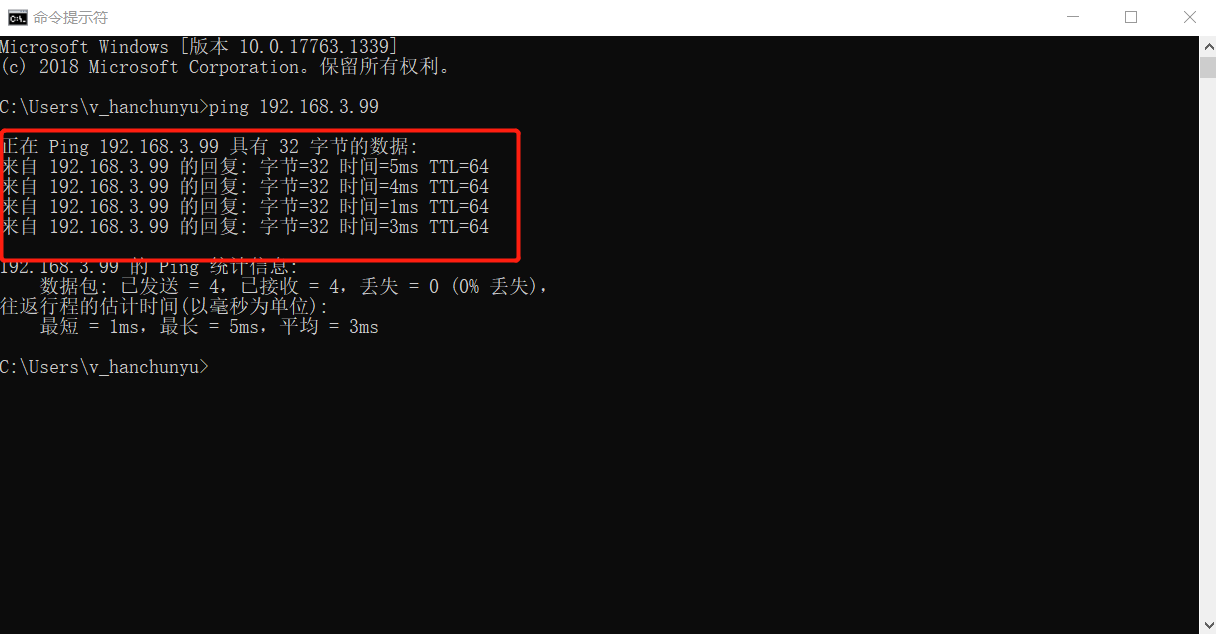 命令提示符
Microsoft Windows [版本 10.0.17763.1339]
(c) 2018 Microsoft Corporation。保留所有权利。
C:\Users\v_hanchunyu>ping 192.168.3.99
正在 Ping 192.168.3.99 具有 32 字节的数据:
来自 192.168.3.99 的回复: 字节=32 时间=5ms TTL=64
来自 192.168.3.99 的回复: 字节=32 时间=4ms TTL=64
来自 192.168.3.99 的回复: 字节=32 时间=1ms TTL=64
来自 192.168.3.99 的回复: 字节=32 时间=3ms TTL=64
192.168.3.99 的 Ping 统计信息:
数据包: 已发送 = 4，已接收 = 4，丢失 = 0 (0% 丢失)，
往返行程的估计时间(以毫秒为单位):
最短 = 1ms，最长 = 5ms，平均 = 3ms
C:\Users\v_hanchunyu>